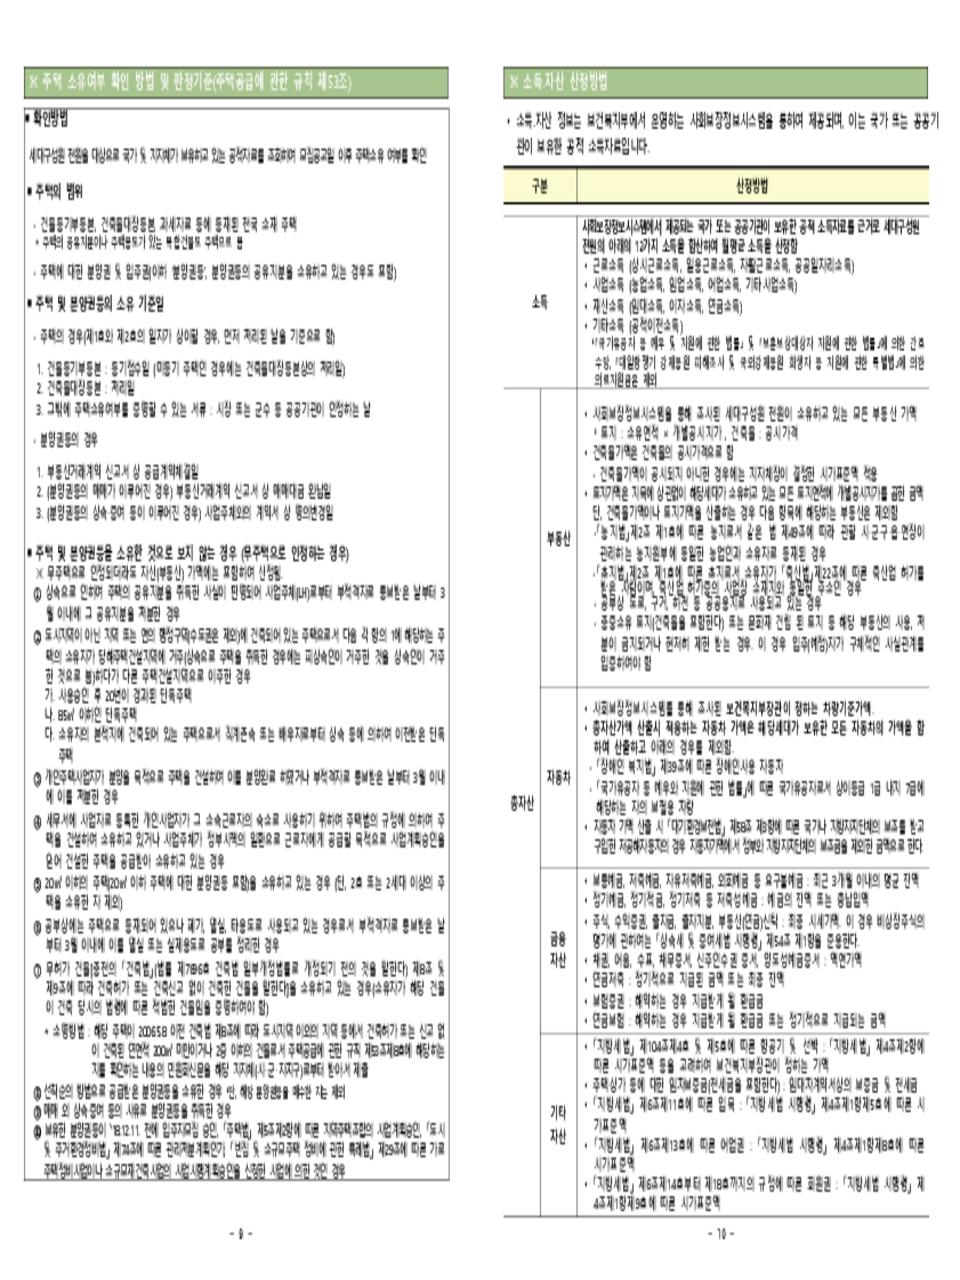 ※ 주택 소유여부 확인 방법 및 판정기준(주택공급에 관한 규칙 제53조)
■ 확인방법
세대구성원 전원을 대상으로 국가 및 지자체가 보유하고 있는 공적자료를 조회하여 모집공고일 이후 주택소유 여부를 확인
■ 주택의 범위
- 건물등기부등본, 건축물대장등본, 과세자료 등에 등재된 전국 소재 주택
* 주택의 공유지분이나 주택용도가 있는 복합건물도 주택으로 봄
- 주택에 대한 분양권 및 입주권(이하 '분양권등', 분양권등의 공유지분을 소유하고 있는 경우도 포함)
■ 주택 및 분양권등의 소유 기준일
- 주택의 경우(제1호와 제2호의 일자가 상이할 경우, 먼저 처리된 날을 기준으로 함)
1. 건물등기부등본 : 등기접수일 (미등기 주택인 경우에는 건축물대장등본상의 처리일)
2. 건축물대장등본 : 처리일
3. 그밖에 주택소유여부를 증명할 수 있는 서류 : 시장 또는 군수 등 공공기관이 인정하는 날
- 분양권등의 경우
1. 부동산거래계약 신고서 상 공급계약체결일
2. (분양권등의 매매가 이루어진 경우) 부동산거래계약 신고서 상 매매대금 완납일
3. (분양권등의 상속·증여 등이 이루어진 경우) 사업주체와의 계약서 상 명의변경일
■ 주택 및 분양권등을 소유한 것으로 보지 않는 경우 (무주택으로 인정하는 경우)
※ 무주택으로 인정되더라도 자산(부동산) 가액에는 포함하여 산정됨.
① 상속으로 인하여 주택의 공유지분을 취득한 사실이 판명되어 사업주체(LH)로부터 부적격자로 통보받은 날부터 3
월 이내에 그 공유지분을 처분한 경우
② 도시지역이 아닌 지역 또는 면의 행정구역(수도권은 제외)에 건축되어 있는 주택으로서 다음 각 항의 1에 해당하는 주
택의 소유자가 당해주택건설지역에 거주(상속으로 주택을 취득한 경우에는 피상속인이 거주한 것을 상속인이 거주
한 것으로 봄)하다가 다른 주택건설지역으로 이주한 경우
가. 사용승인 후 20년이 경과된 단독주택
나. 85㎡ 이하인 단독주택
다. 소유자의 본적지에 건축되어 있는 주택으로서 직계존속 또는 배우자로부터 상속 등에 의하여 이전받은 단독
주택
③ 개인주택사업자가 분양을 목적으로 주택을 건설하여 이를 분양완료 하였거나 부적격자로 통보받은 날부터 3월 이내
에 이를 처분한 경우
④ 세무서에 사업자로 등록한 개인사업자가 그 소속근로자의 숙소로 사용하기 위하여 주택법의 규정에 의하여 주
택을 건설하여 소유하고 있거나 사업주체가 정부시책의 일환으로 근로자에게 공급할 목적으로 사업계획승인을
얻어 건설한 주택을 공급받아 소유하고 있는 경우
⑤ 20㎡ 이하의 주택(20㎡ 이하 주택에 대한 분양권등 포함)을 소유하고 있는 경우 (단, 2호 또는 2세대 이상의 주
택을 소유한 자 제외)
⑥ 공부상에는 주택으로 등재되어 있으나 폐가, 멸실, 타용도로 사용되고 있는 경우로서 부적격자로 통보받은 날
부터 3월 이내에 이를 멸실 또는 실제용도로 공부를 정리한 경우
⑦ 무허가 건물[종전의 「건축법」(법률 제7696호 건축법 일부개정법률로 개정되기 전의 것을 말한다) 제8조 및
제9조에 따라 건축허가 또는 건축신고 없이 건축한 건물을 말한다]을 소유하고 있는 경우(소유자가 해당 건물
이 건축 당시의 법령에 따른 적법한 건물임을 증명하여야 함)
* 소명방법 : 해당 주택이 2006.5.8 이전 건축법 제8조에 따라 도시지역 이외의 지역 등에서 건축허가 또는 신고 없
이 건축된 연면적 200㎡ 미만이거나 2층 이하의 건물로서 주택공급에 관한 규칙 제53조제8호에 해당하는
지를 확인하는 내용의 민원회신문을 해당 지자체(시·군·자치구)로부터 받아서 제출
⑧ 선착순의 방법으로 공급받은 분양권등을 소유한 경우 *단, 해당 분양권등을 매수한 자는 제외
⑨ 매매 외 상속·증여 등의 사유로 분양권등을 취득한 경우
⑩ 보유한 분양권등이 '18.12.11. 전에 입주자모집 승인, 「주택법」 제5조제2항에 따른 지역주택조합의 사업계획승인, 「도시
및 주거환경정비법」 제74조에 따른 관리처분계획인가 「빈집 및 소규모주택 정비에 관한 특례법」 제29조에 따른 가로
주택정비사업이나 소규모재건축사업의 사업시행계획승인을 신청한 사업에 의한 것인 경우
- 9 -
※ 소득.자산 산정방법
• 소득.자산 정보는 보건복지부에서 운영하는 사회보장정보시스템을 통하여 제공되며, 이는 국가 또는 공공기
관이 보유한 공적 소득자료입니다.
구분 산정방법
소득
사회보장정보시스템에서 제공되는 국가 또는 공공기관이 보유한 공적 소득자료를 근거로 세대구성원
전원의 아래의 12가지 소득을 합산하여 월평균 소득을 산정함
• 근로소득 (상시근로소득, 일용근로소득, 자활근로소득, 공공일자리소득)
• 사업소득 (농업소득, 임업소득, 어업소득, 기타사업소득)
• 재산소득 (임대소득, 이자소득, 연금소득)
• 기타소득 (공적이전소득)
*「국가유공자 등 예우 및 지원에 관한 법률」 및 「보훈보상대상자 지원에 관한 법률」에 의한 간호
수당, 「대일항쟁기 강제동원 피해조사 및 국외강제동원 희생자 등 지원에 관한 특별법」에 의한
의료지원금은 제외
총자산
부동산
• 사회보장정보시스템을 통해 조사된 세대구성원 전원이 소유하고 있는 모든 부동산 가액
* 토지 : 소유면적 × 개별공시지가 , 건축물 : 공시가격
• 건축물가액은 건축물의 공시가격으로 함
- 건축물가액이 공시되지 아니한 경우에는 지자체장이 결정한 시가표준액 적용
• 토지가액은 지목에 상관없이 해당세대가 소유하고 있는 모든 토지면적에 개별공시지가를 곱한 금액
단, 건축물가액이나 토지가액을 산출하는 경우 다음 항목에 해당하는 부동산은 제외함
-「농지법」제2조 제1호에 따른 농지로서 같은 법 제49조에 따라 관할 시·구·읍·면장이
관리하는 농지원부에 동일한 농업인과 소유자로 등재된 경우
-「초지법」제2조 제1호에 따른 초지로서 소유자가 「축산법」제22조에 따른 축산업 허가를
받은 사람이며, 축산업 허가증의 사업장 소재지와 동일한 주소인 경우
- 공부상 도로, 구거, 하천 등 공공용지로 사용되고 있는 경우
- 종중소유 토지(건축물을 포함한다) 또는 문화재 건립 된 토지 등 해당 부동산의 사용, 처
분이 금지되거나 현저히 제한 받는 경우. 이 경우 입주(예정)자가 구체적인 사실관계를
입증하여야 함
자동차
• 사회보장정보시스템를 통해 조사된 보건복지부장관이 정하는 차량기준가액.
• 총자산가액 산출시 적용하는 자동차 가액은 해당세대가 보유한 모든 자동차의 가액을 합
하여 산출하고 아래의 경우를 제외함.
-「장애인 복지법」 제39조에 따른 장애인사용 자동차
-「국가유공자 등 예우와 지원에 관한 법률」에 따른 국가유공자로서 상이등급 1급 내지 7급에
해당하는 자의 보철용 차량
• 자동차 가액 산출 시 「대기환경보전법」 제58조 제3항에 따른 국가나 지방자치단체의 보조를 받고
구입한 저공해자동차의 경우 자동차가액에서 정부와 지방자치단체의 보조금을 제외한 금액으로 한다.
금융
자산
• 보통예금, 저축예금, 자유저축예금, 외화예금 등 요구불예금 : 최근 3개월 이내의 평균 잔액
• 정기예금, 정기적금, 정기저축 등 저축성예금 : 예금의 잔액 또는 총납입액
• 주식, 수익증권, 출자금, 출자지분, 부동산(연금)신탁 : 최종 시세가액. 이 경우 비상장주식의
평가에 관하여는 「상속세 및 증여세법 시행령」 제54조 제1항을 준용한다.
• 채권, 어음, 수표, 채무증서, 신주인수권 증서, 양도성예금증서 : 액면가액
• 연금저축 : 정기적으로 지급된 금액 또는 최종 잔액
• 보험증권 : 해약하는 경우 지급받게 될 환급금
• 연금보험 : 해약하는 경우 지급받게 될 환급금 또는 정기적으로 지급되는 금액
기타
자산
• 「지방세법」 제104조제4호 및 제5호에 따른 항공기 및 선박 : 「지방세법」 제4조제2항에
따른 시가표준액 등을 고려하여 보건복지부장관이 정하는 가액
• 주택·상가 등에 대한 임차보증금(전세금을 포함한다) : 임대차계약서상의 보증금 및 전세금
• 「지방세법」 제6조제11호에 따른 입목 : 「지방세법 시행령」 제4조제1항제5호에 따른 시
가표준액
• 「지방세법」 제6조제13호에 따른 어업권 : 「지방세법 시행령」 제4조제1항제8호에 따른
시가표준액
• 「지방세법」 제6조제14호부터 제18호까지의 규정에 따른 회원권 : 「지방세법 시행령」 제
4조제1항제9호에 따른 시가표준액
- 10 -